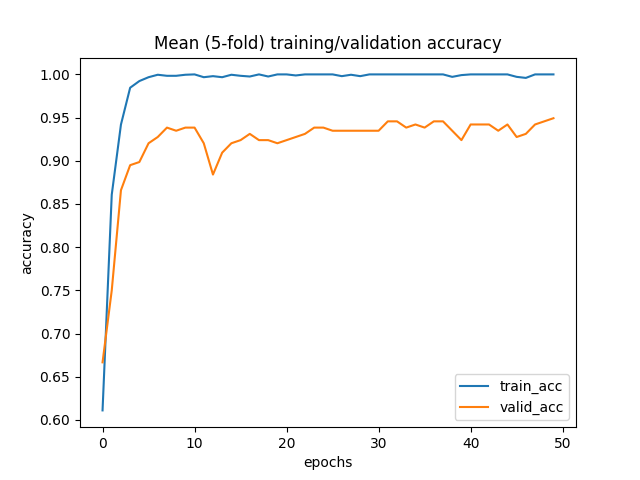 Mean (5-fold) training/validation accuracy
accuracy
1.00
0.95
0.90
0.85
0.80
0.75
0.70
0.65
0.60
train_acc
valid_acc
0 10 20 30 40 50
epochs